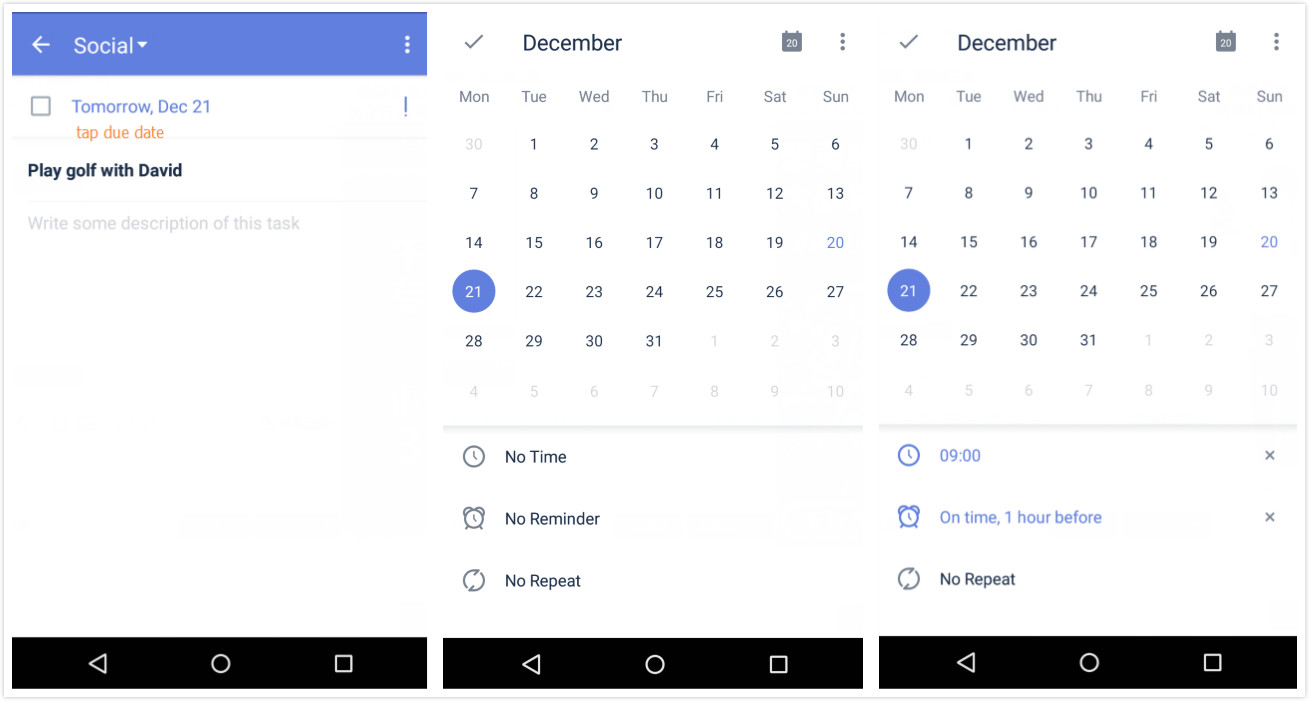 Social
Tomorrow, Dec 21
tap due date
Play golf with David
Write some description of this task
December 20
Mon Tue Wed Thu Fri Sat Sun
30 1 2 3 4 5 6
7 8 9 10 11 12 13
14 15 16 17 18 19 20
21 22 23 24 25 26 27
28 29 30 31 1 2 3
4 5 6 7 8 9 10
No Time
No Reminder
No Repeat
December 20
Mon Tue Wed Thu Fri Sat Sun
30 1 2 3 4 5 6
7 8 9 10 11 12 13
14 15 16 17 18 19 20
21 22 23 24 25 26 27
28 29 30 31 1 2 3
4 5 6 7 8 9 10
09:00
On time, 1 hour before
No Repeat